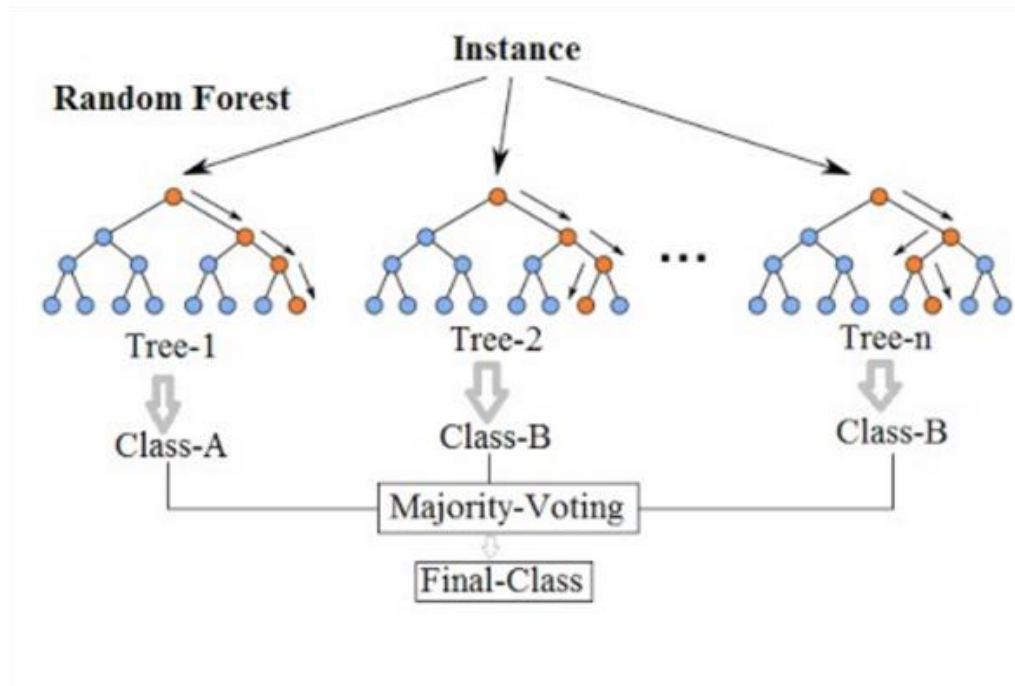 Instance
Random Forest
...
Tree-1
Tree-2
Tree-n
Class-A
Class-B
Class-B
Majority-Voting
Final-Class